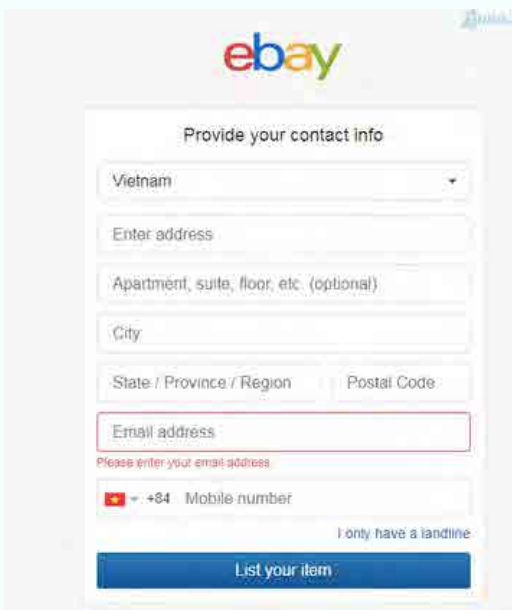 ebay
Provide your contact info
Vietnam
Enter address
Apartment, suite, floor, etc. (optional)
City
State / Province / Region Postal Code
Email address
Please enter your email address
+84 Mobile number
I only have a landline
List your item